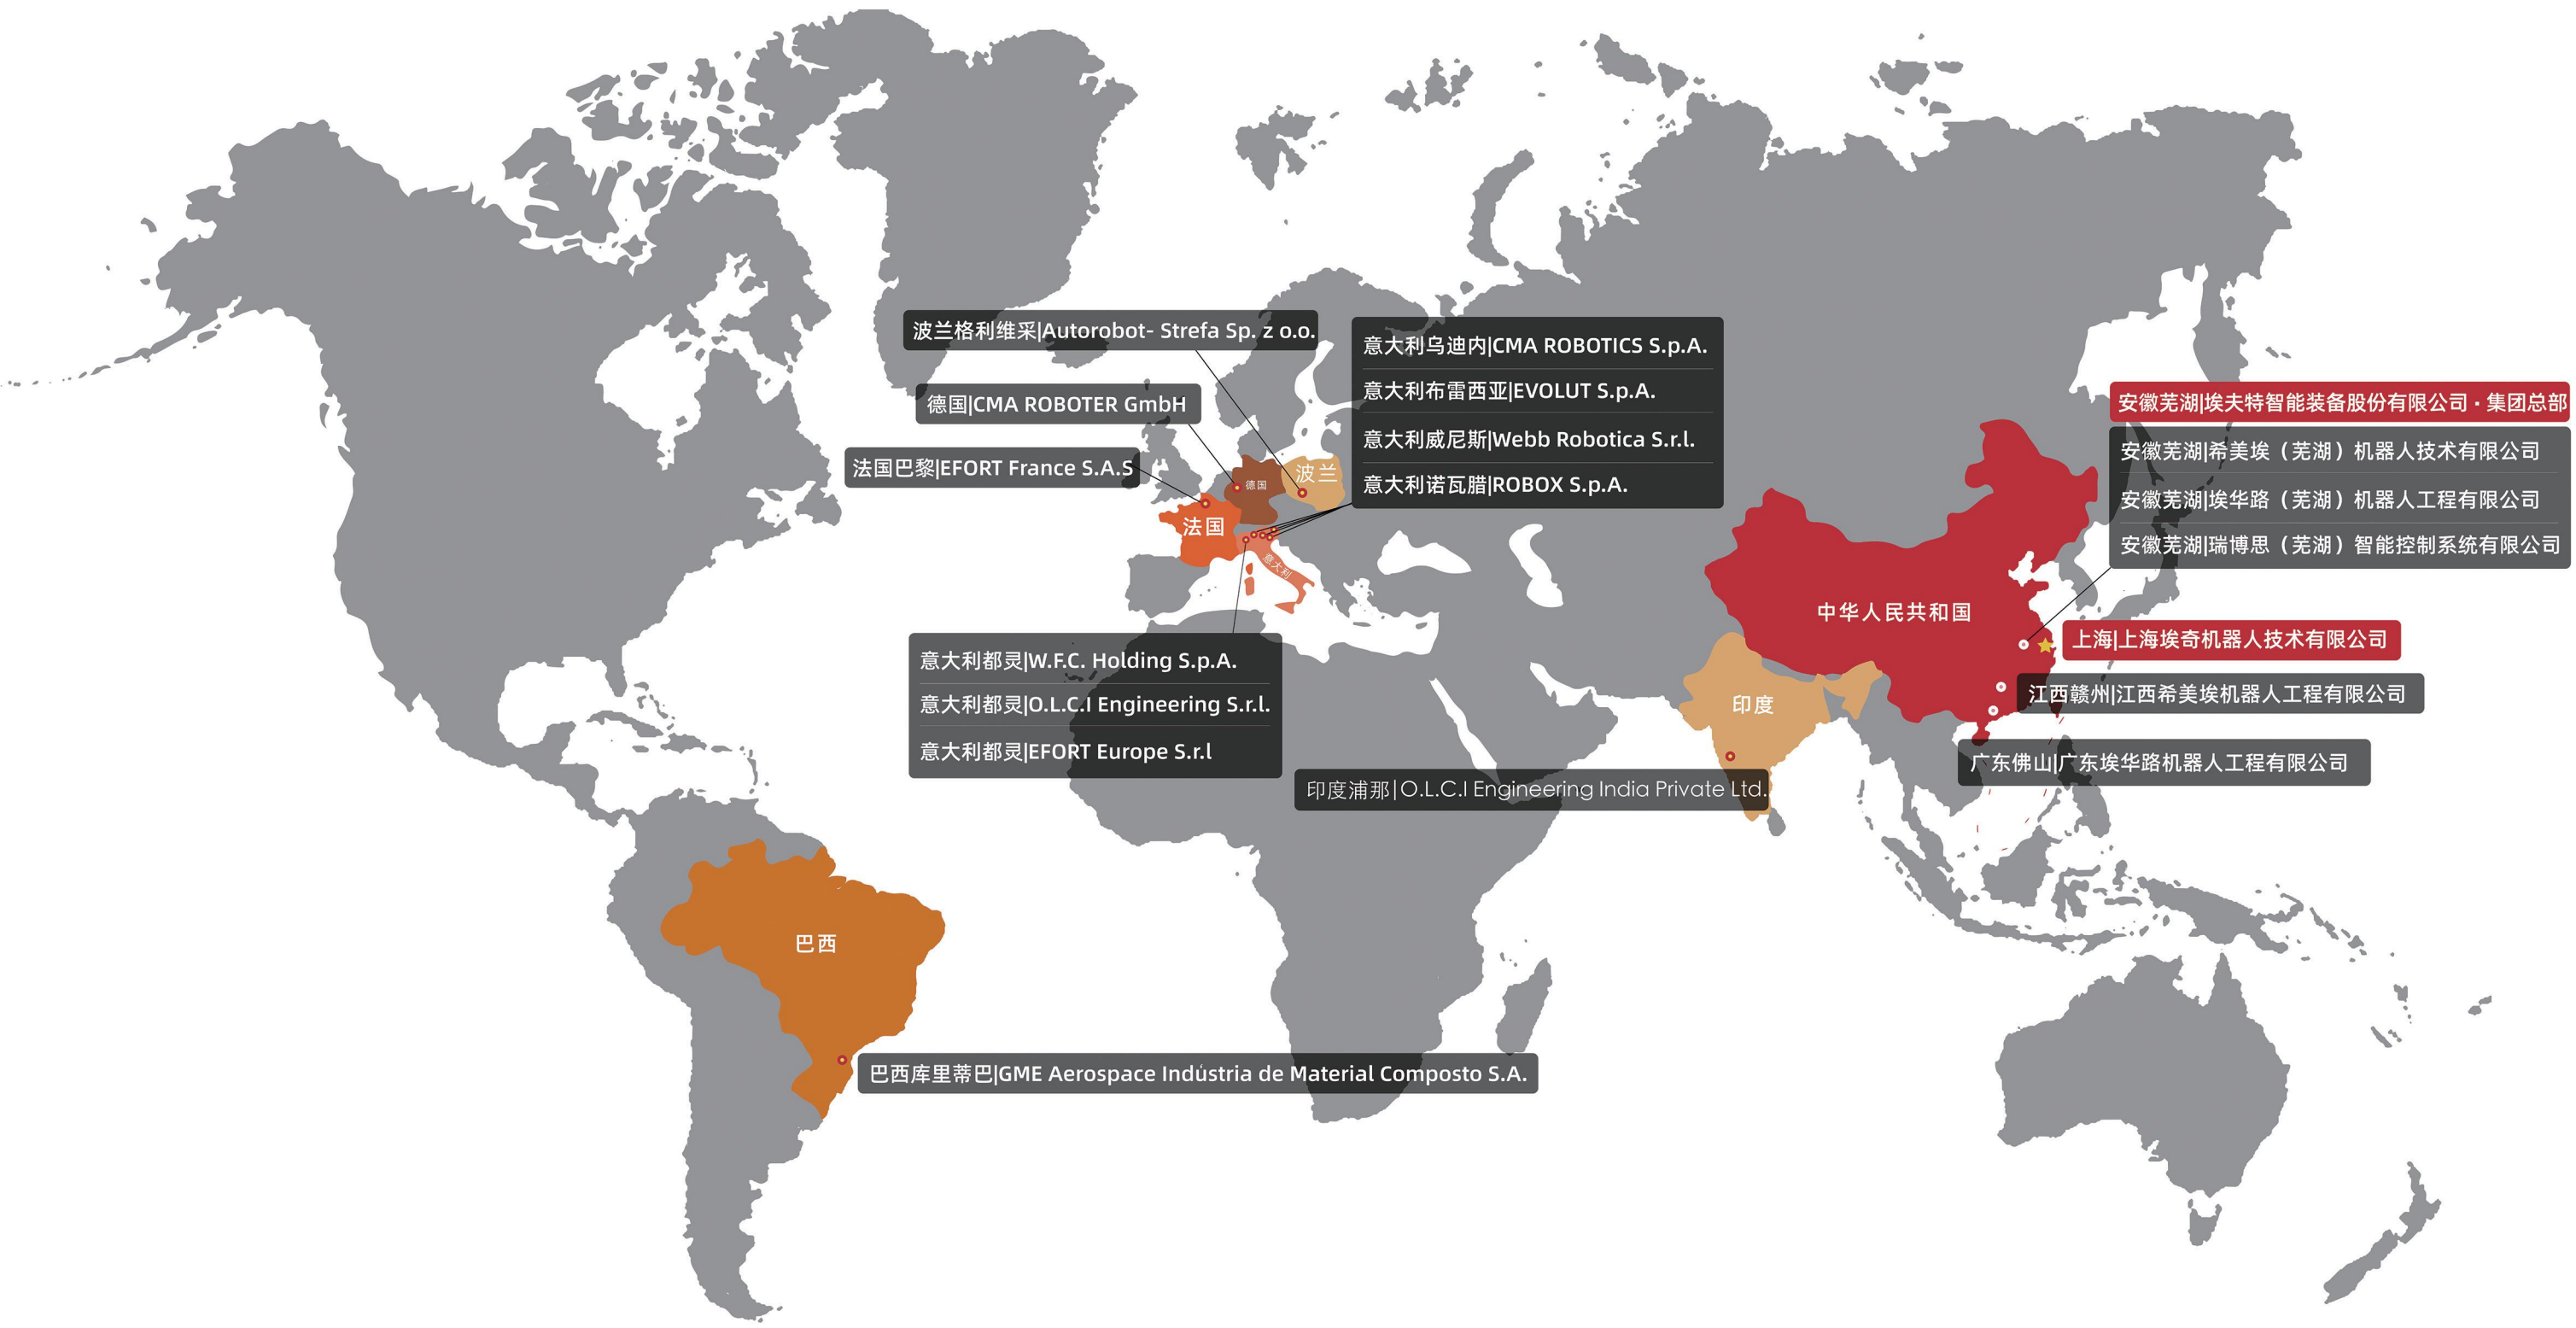 波兰格利维采|Autorobot- Strefa Sp. z o.o.
德国|CMA ROBOTER GmbH
法国巴黎|EFORT France S.A.S
意大利乌迪内|CMA ROBOTICS S.p.A.
意大利布雷西亚|EVOLUT S.p.A.
意大利威尼斯|Webb Robotica S.r.l.
意大利诺瓦腊|ROBOX S.p.A.
安徽芜湖|埃夫特智能装备股份有限公司·集团总部
安徽芜湖|希美埃（芜湖）机器人技术有限公司
安徽芜湖|埃华路（芜湖）机器人工程有限公司
安徽芜湖|瑞博思（芜湖）智能控制系统有限公司
波兰
德国
法国
意大利
中华人民共和国
上海|上海埃奇机器人技术有限公司
意大利都灵|W.F.C. Holding S.p.A.
意大利都灵|O.L.C.I Engineering S.r.l.
意大利都灵|EFORT Europe S.r.l
江西赣州|江西希美埃机器人工程有限公司
印度
广东佛山|广东埃华路机器人工程有限公司
印度浦那|O.L.C.I Engineering India Private Ltd.
巴西
巴西库里蒂巴|GME Aerospace Indústria de Material Composto S.A.